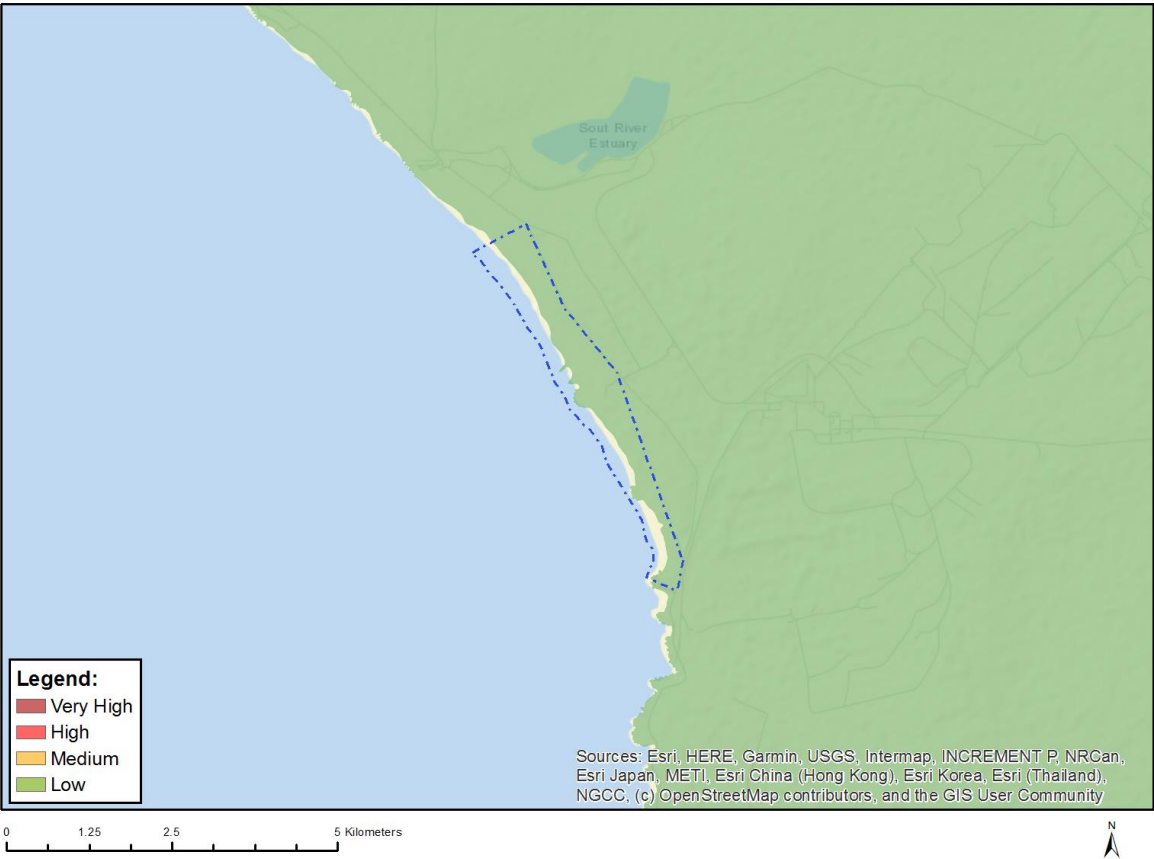 Sout River
Estuary
Legend:
Very High
High
Medium
Low
Sources: Esri, HERE, Garmin, USGS, Intermap, INCREMENT P, NRCan,
Esri Japan, METI, Esri China (Hong Kong), Esri Korea, Esri (Thailand),
NGCC, (c) OpenStreetMap contributors, and the GIS User Community
0 1.25 2.5 5 Kilometers
N